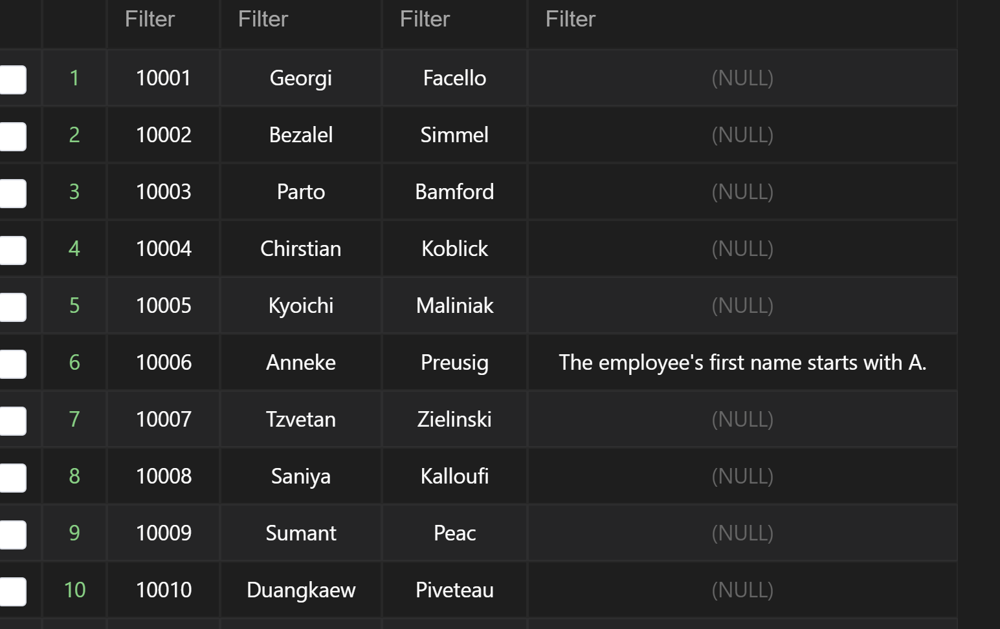 Filter Filter Filter Filter
1 10001 Georgi Facello (NULL)
2 10002 Bezalel Simmel (NULL)
3 10003 Parto Bamford (NULL)
4 10004 Chirstian Koblick (NULL)
5 10005 Kyoichi Maliniak (NULL)
6 10006 Anneke Preusig The employee's first name starts with A.
7 10007 Tzvetan Zielinski (NULL)
8 10008 Saniya Kalloufi (NULL)
9 10009 Sumant Peac (NULL)
10 10010 Duangkaew Piveteau (NULL)